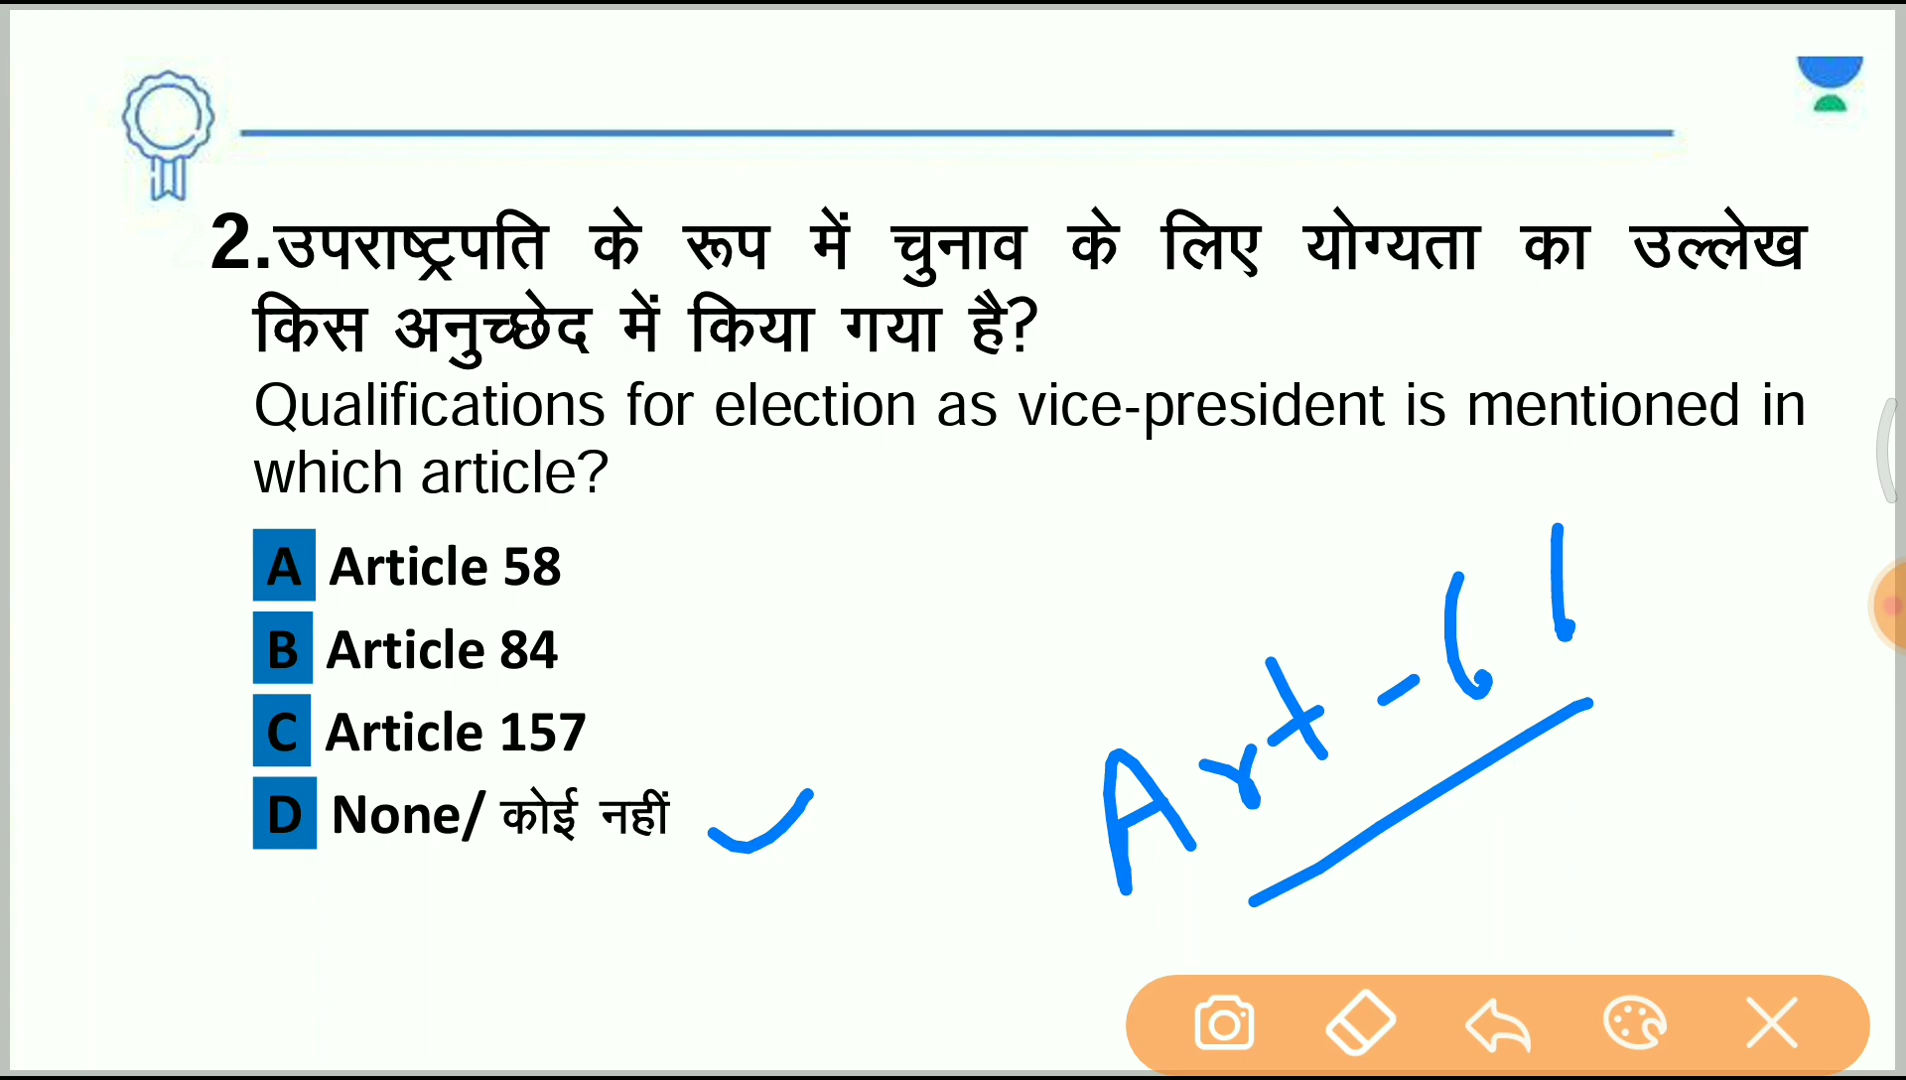 2.उपराष्ट्रपति के रूप में चुनाव के लिए योग्यता का उल्लेख
किस अनुच्छेद में किया गया है?
Qualifications for election as vice-president is mentioned in
which article?
A Article 58
B Article 84
C Article 157
D None/ कोई नहीं
Art-61